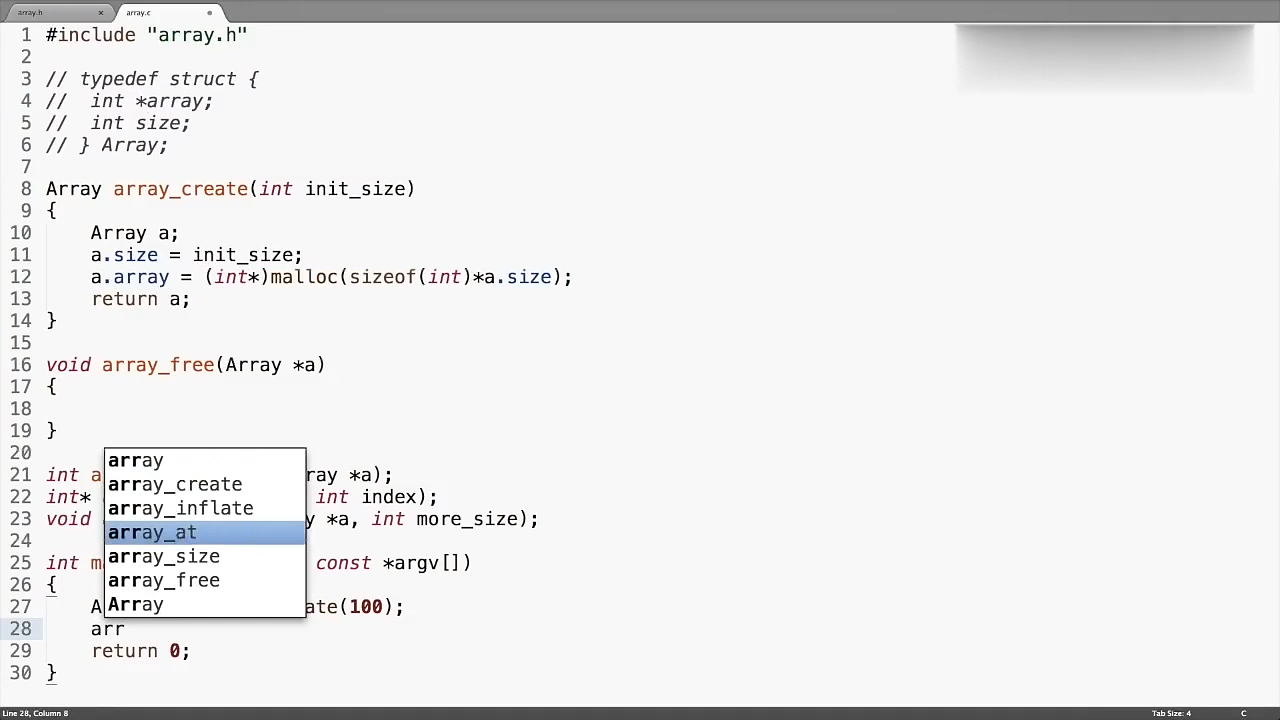 array.h ×
array.c •
1 #include "array.h"
2
3 // typedef struct {
4 //  int *array;
5 //  int size;
6 // } Array;
7
8 Array array_create(int init_size)
9 {
10     Array a;
11     a.size = init_size;
12     a.array = (int*)malloc(sizeof(int)*a.size);
13     return a;
14 }
15
16 void array_free(Array *a)
17 {
18
19 }
20
21 int a ray *a);
22 int* int index);
23 void y *a, int more_size);
24
25 int m const *argv[])
26 {
27     A ate(100);
28     arr
29     return 0;
30 }
array
array_create
array_inflate
array_at
array_size
array_free
Array
Line 28, Column 8
Tab Size: 4
C